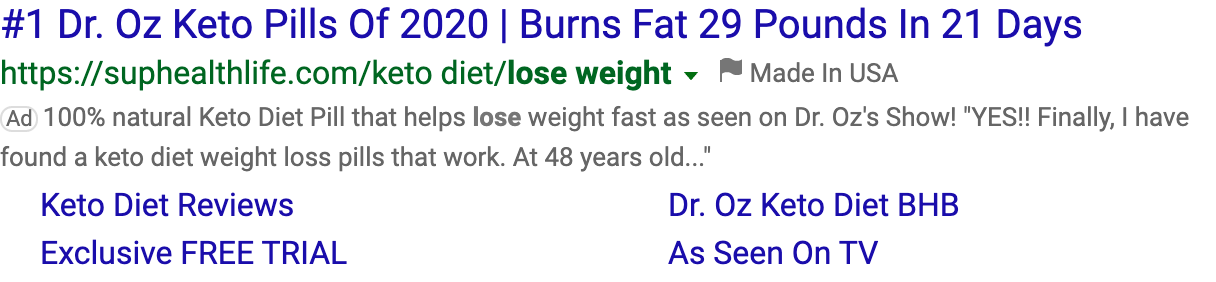 #1 Dr. Oz Keto Pills Of 2020 | Burns Fat 29 Pounds In 21 Days
https://suphealthlife.com/keto diet/lose weight Made In USA
Ad 100% natural Keto Diet Pill that helps lose weight fast as seen on Dr. Oz's Show! "YES!! Finally, I have
found a keto diet weight loss pills that work. At 48 years old..."
Keto Diet Reviews Dr. Oz Keto Diet BHB
Exclusive FREE TRIAL As Seen On TV